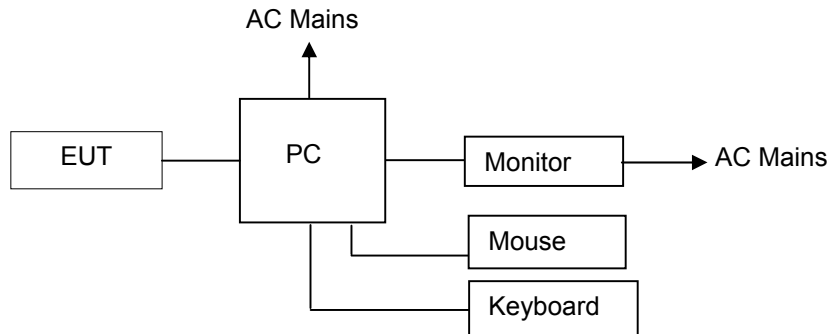 AC Mains
EUT
PC
Monitor
AC Mains
Mouse
Keyboard